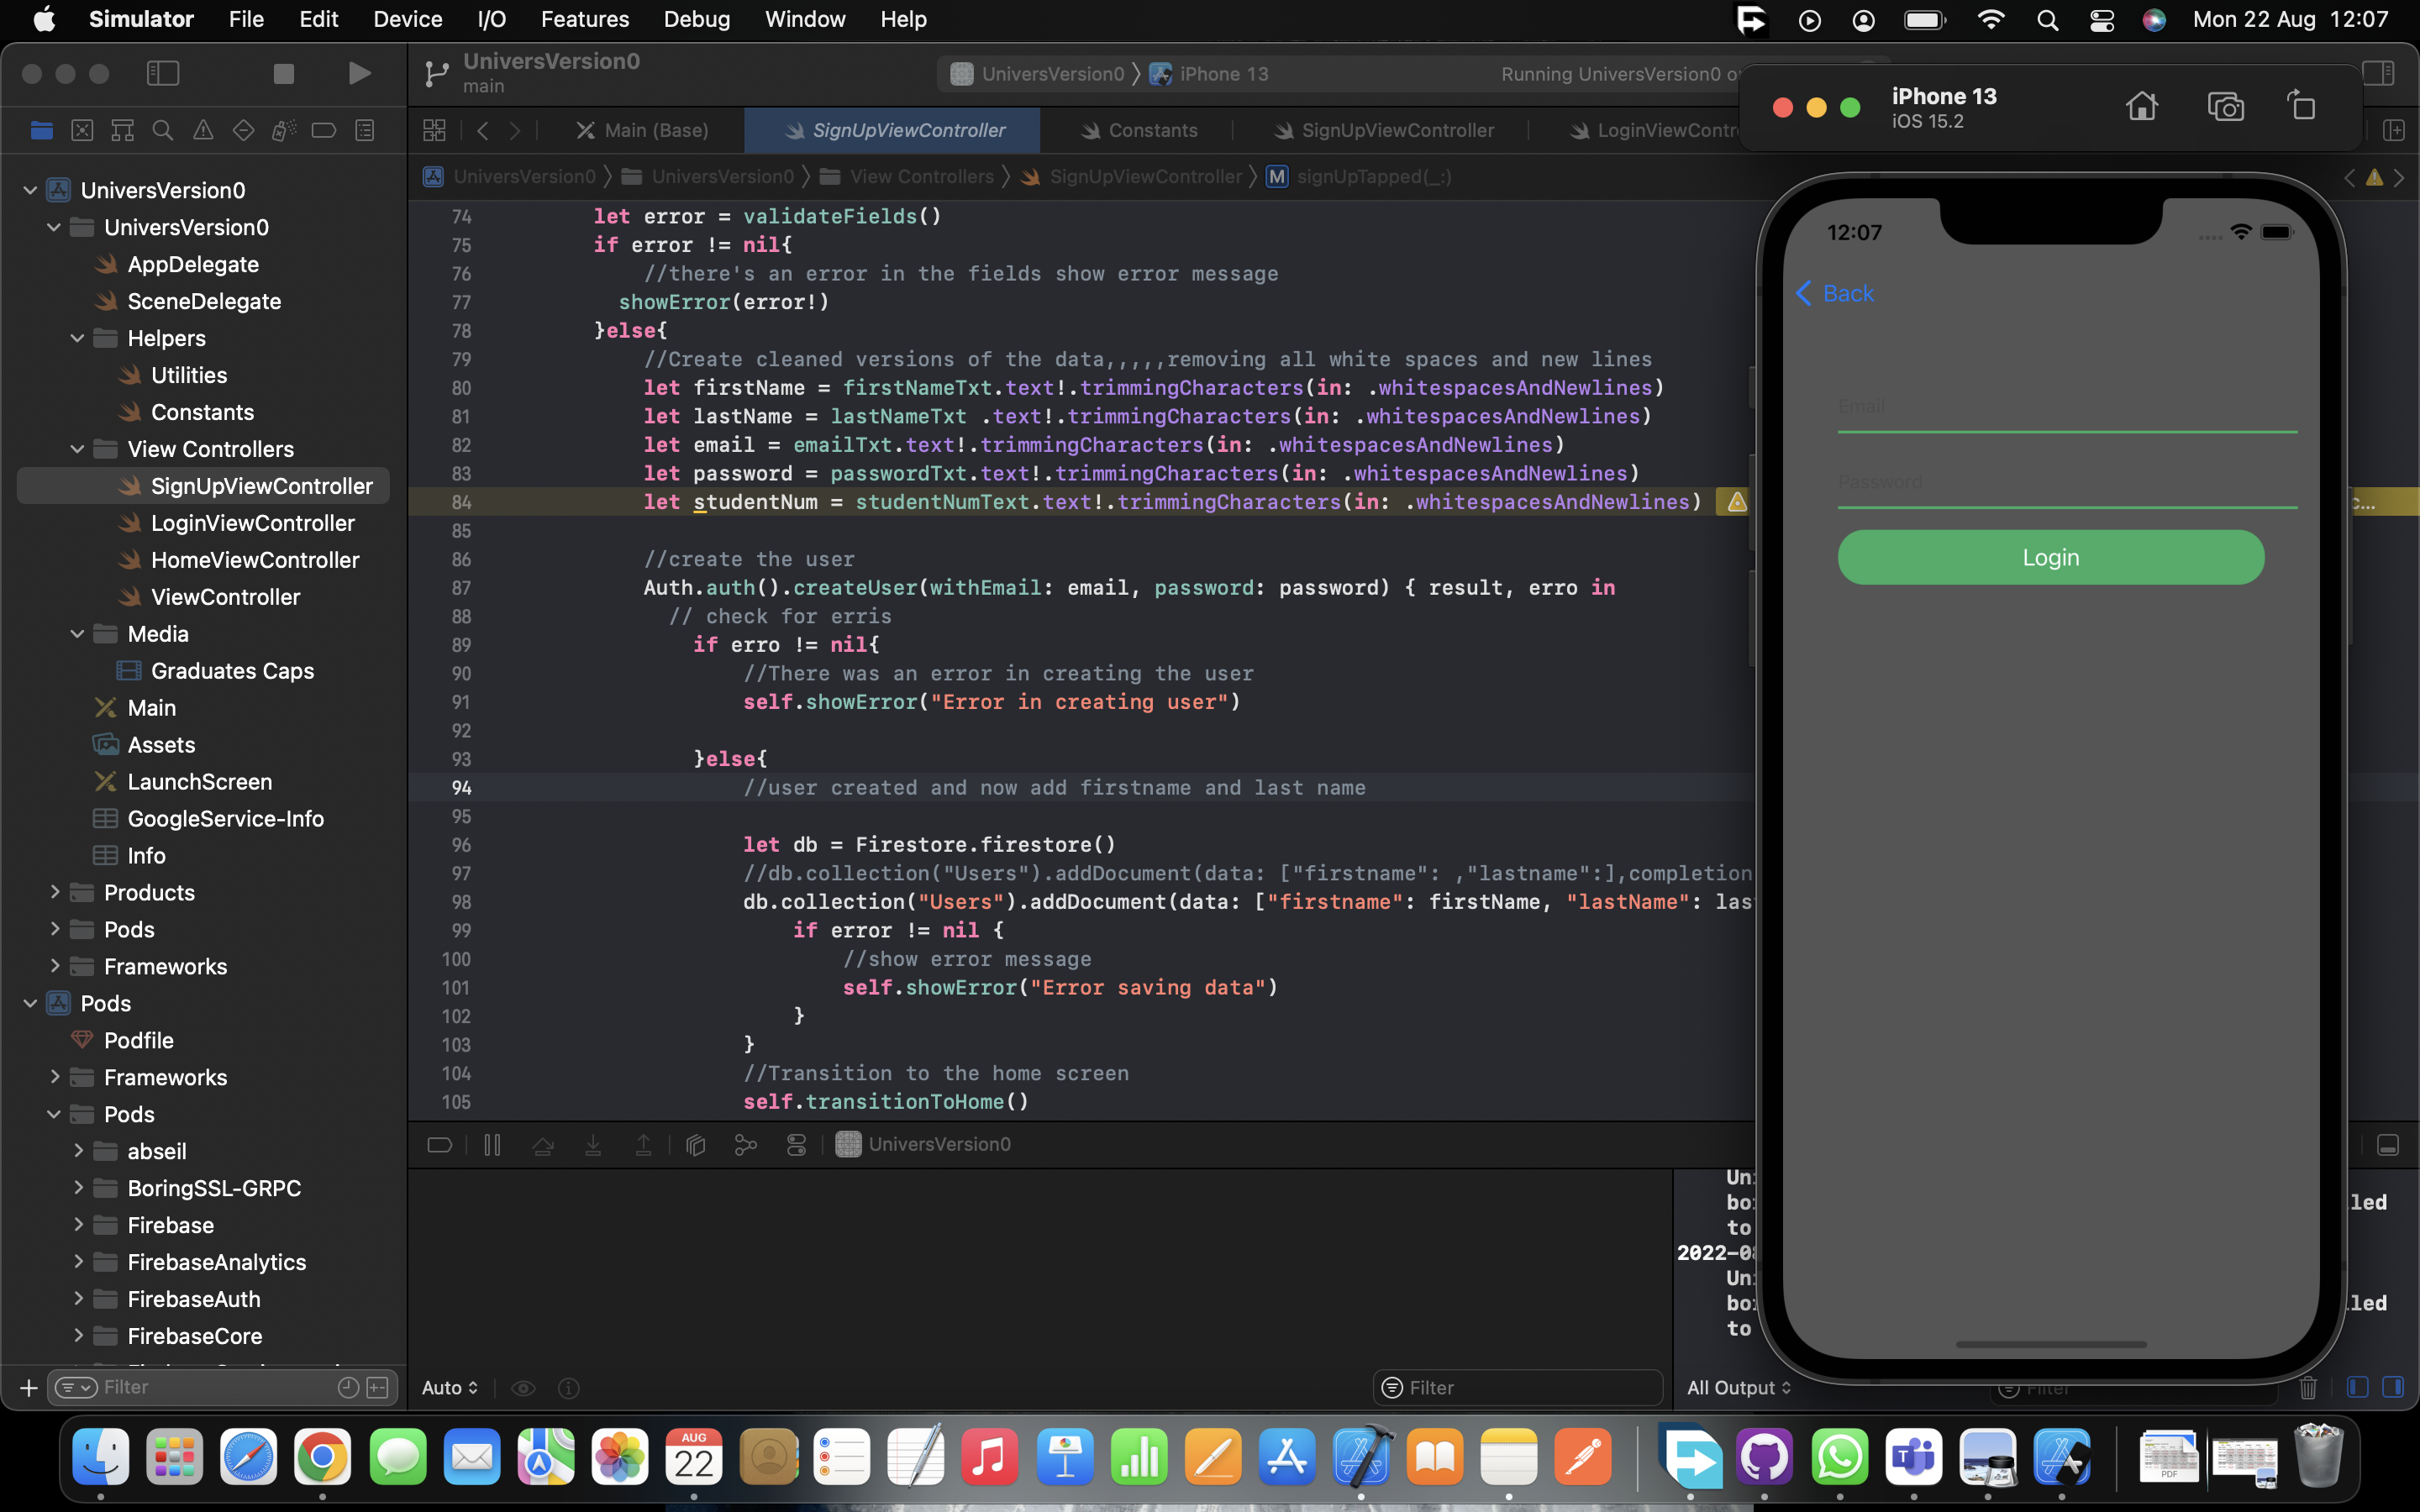 Simulator File Edit Device I/O Features Debug Window Help Mon 22 Aug 12:07
UniversVersion0
main
UniversVersion0 iPhone 13 Running UniversVersion0
iPhone 13
iOS 15.2
Main (Base) SignUpViewController Constants SignUpViewController
UniversVersion0 UniversVersion0 View Controllers SignUpViewController M signUpTapped(_:)
UniversVersion0
UniversVersion0
AppDelegate
SceneDelegate
Helpers
Utilities
Constants
View Controllers
SignUpViewController
LoginViewController
HomeViewController
ViewController
Media
Graduates Caps
Main
Assets
LaunchScreen
GoogleService-Info
Info
Products
Pods
Frameworks
Pods
Podfile
Frameworks
Pods
abseil
BoringSSL-GRPC
Firebase
FirebaseAnalytics
FirebaseAuth
FirebaseCore
Filter
74 let error = validateFields()
75 if error != nil{
76 //there's an error in the fields show error message
77 showError(error!)
78 }else{
79 //Create cleaned versions of the data,,,,,removing all white spaces and new lines
80 let firstName = firstNameTxt.text!.trimmingCharacters(in: .whitespacesAndNewlines)
81 let lastName = lastNameTxt .text!.trimmingCharacters(in: .whitespacesAndNewlines)
82 let email = emailTxt.text!.trimmingCharacters(in: .whitespacesAndNewlines)
83 let password = passwordTxt.text!.trimmingCharacters(in: .whitespacesAndNewlines)
84 let studentNum = studentNumText.text!.trimmingCharacters(in: .whitespacesAndNewlines)
85
86 //create the user
87 Auth.auth().createUser(withEmail: email, password: password) { result, erro in
88 // check for erris
89 if erro != nil{
90 //There was an error in creating the user
91 self.showError("Error in creating user")
92
93 }else{
94 //user created and now add firstname and last name
95
96 let db = Firestore.firestore()
97 //db.collection("Users").addDocument(data: ["firstname": ,"lastname":],completion
98 db.collection("Users").addDocument(data: ["firstname": firstName, "lastName": las
99 if error != nil {
100 //show error message
101 self.showError("Error saving data")
102 }
103 }
104 //Transition to the home screen
105 self.transitionToHome()
12:07
Back
Email
Password
Login
UniversVersion0
Auto
Filter
to
to
All Output
Filter
AUG
22
PDF